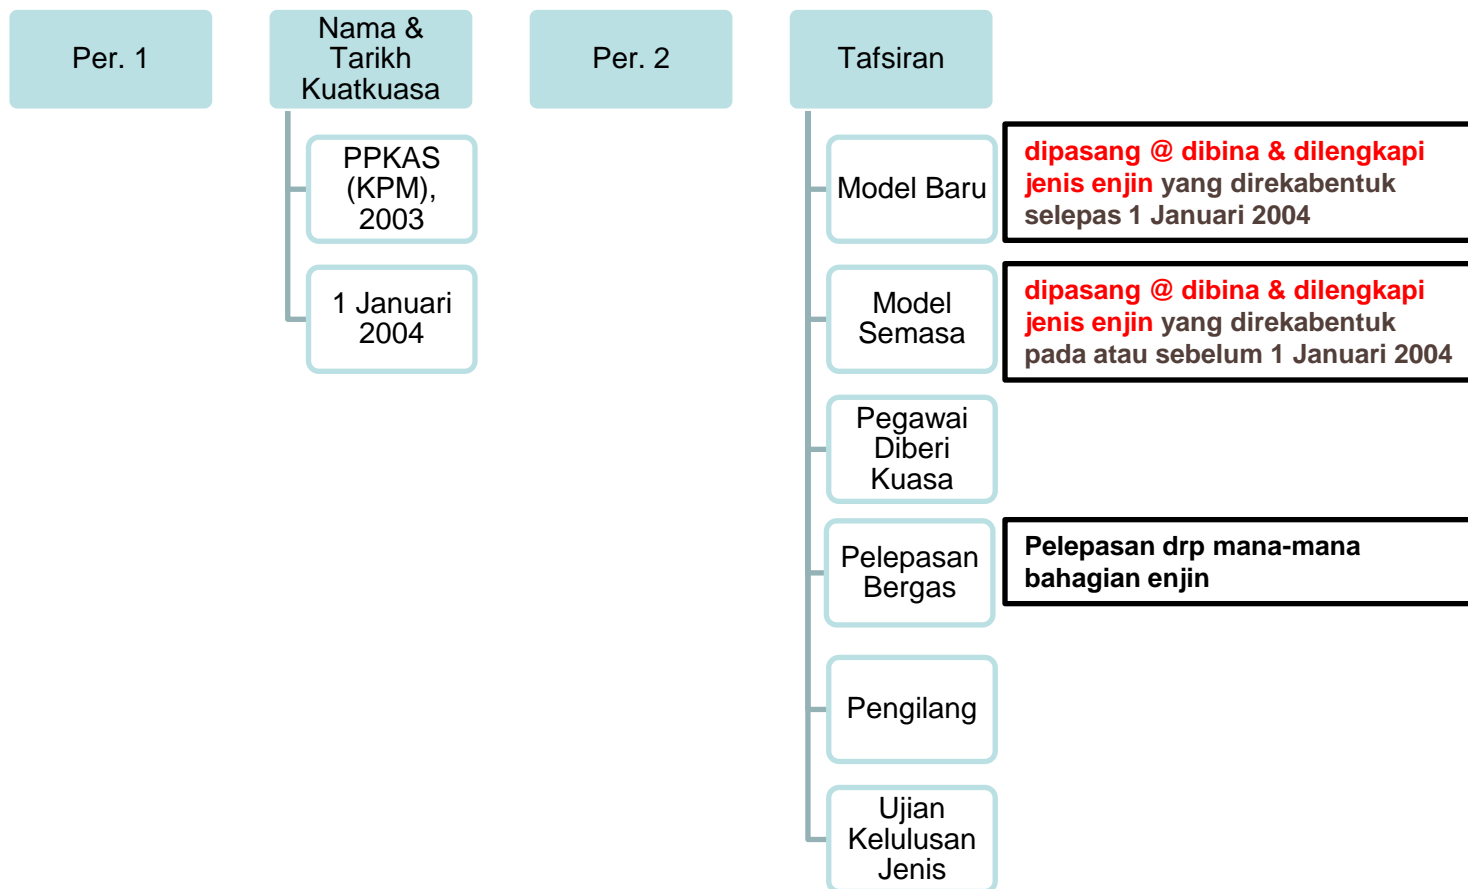 Per. 1
Nama &
Tarikh
Kuatkuasa
PPKAS
(KPM),
2003
1 Januari
2004
Per. 2
Tafsiran
Model Baru
dipasang @ dibina & dilengkapi
jenis enjin yang direkabentuk
selepas 1 Januari 2004
Model
Semasa
dipasang @ dibina & dilengkapi
jenis enjin yang direkabentuk
pada atau sebelum 1 Januari 2004
Pegawai
Diberi
Kuasa
Pelepasan
Bergas
Pelepasan drp mana-mana
bahagian enjin
Pengilang
Ujian
Kelulusan
Jenis